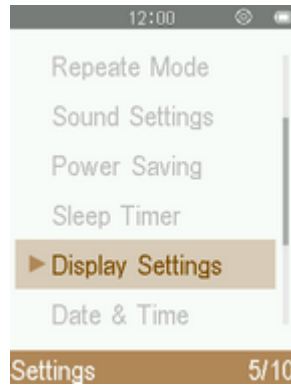 12:00
Repeate Mode
Sound Settings
Power Saving
Sleep Timer
Display Settings
Date & Time
Settings 5/10